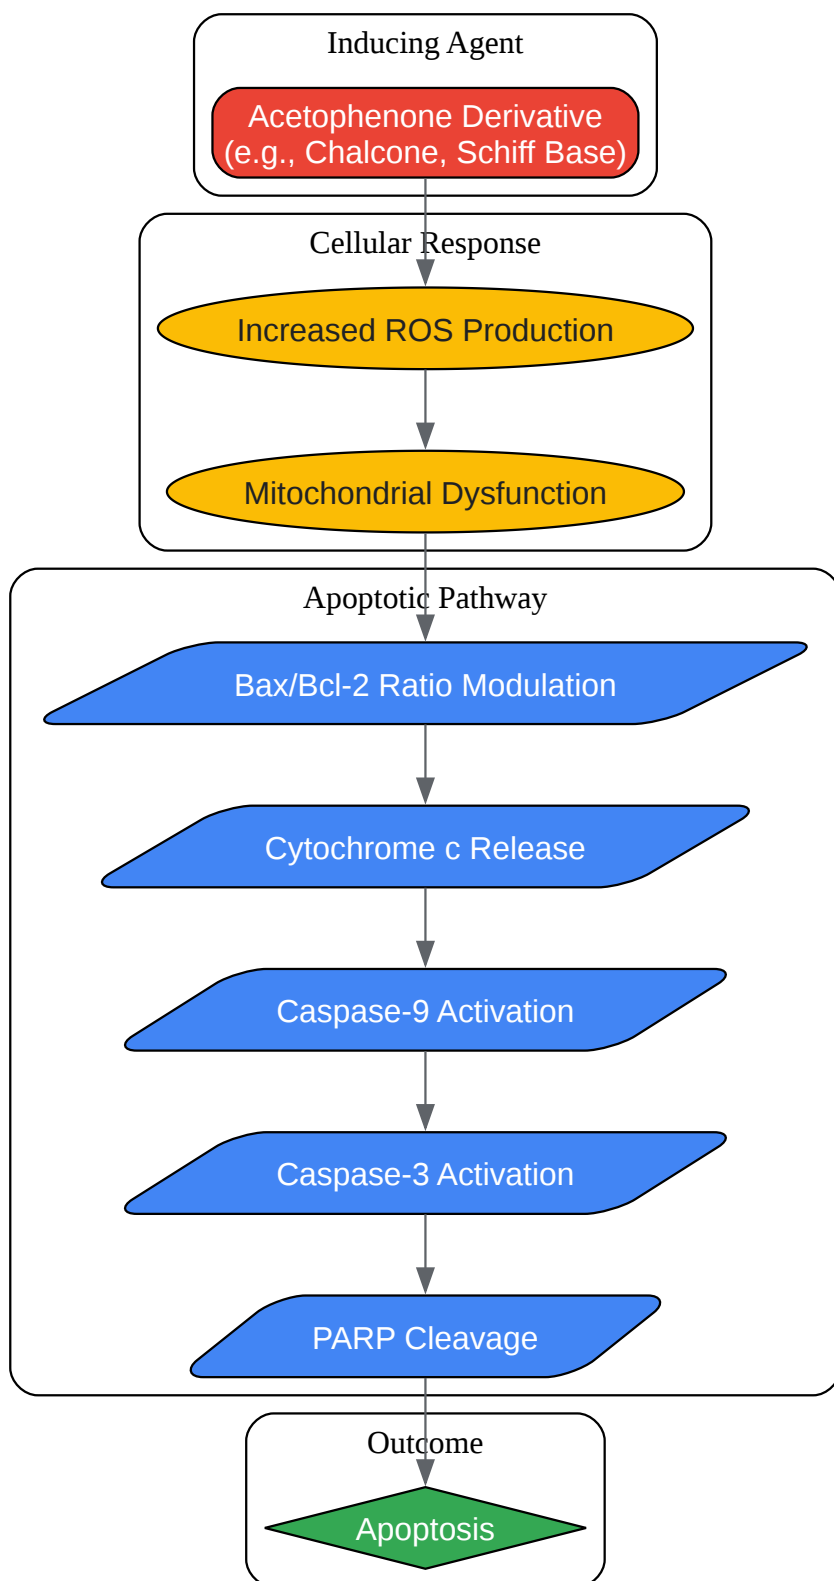 Inducing Agent
Acetophenone Derivative
(e.g., Chalcone, Schiff Base)
Cellular Response
Increased ROS Production
Mitochondrial Dysfunction
Apoptotic Pathway
Bax/Bcl-2 Ratio Modulation
Cytochrome c Release
Caspase-9 Activation
Caspase-3 Activation
PARP Cleavage
Outcome
Apoptosis